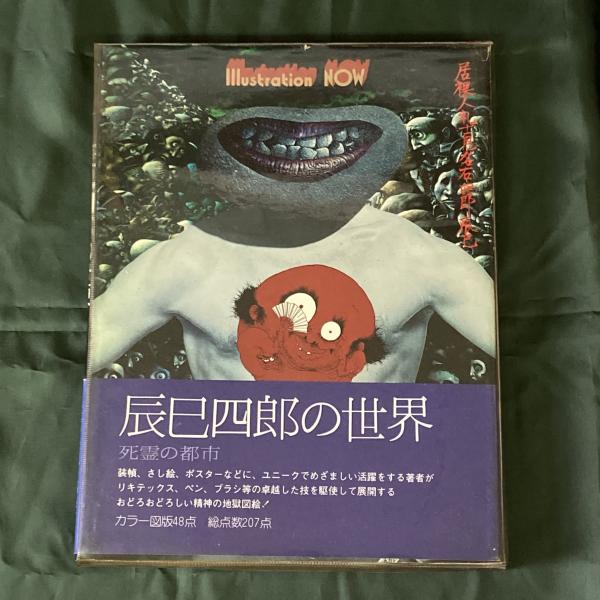 Illustration NOW
辰巳四郎の世界
死霊の都市
装幀、さし絵、ポスターなどに、ユニークでめざましい活躍をする著者が
リキテックス、ペン、ブラシ等の卓越した技を駆使して展開する
おどろおどろしい精神の地獄図絵!
カラー図版48点 総点数207点